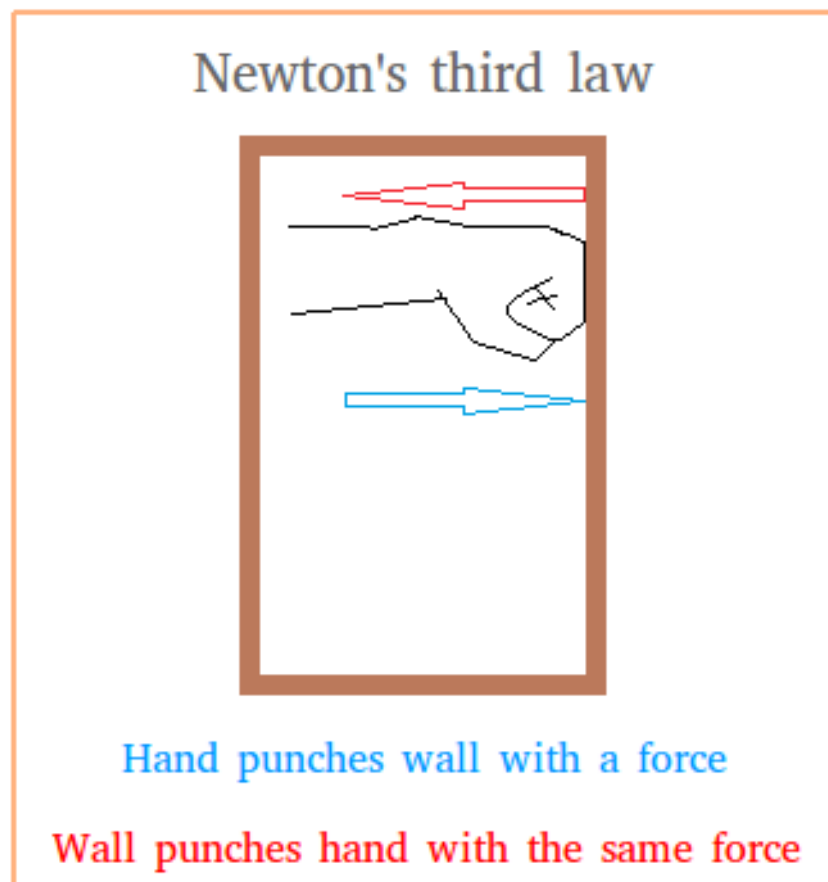 Newton's third law
Hand punches wall with a force
Wall punches hand with the same force